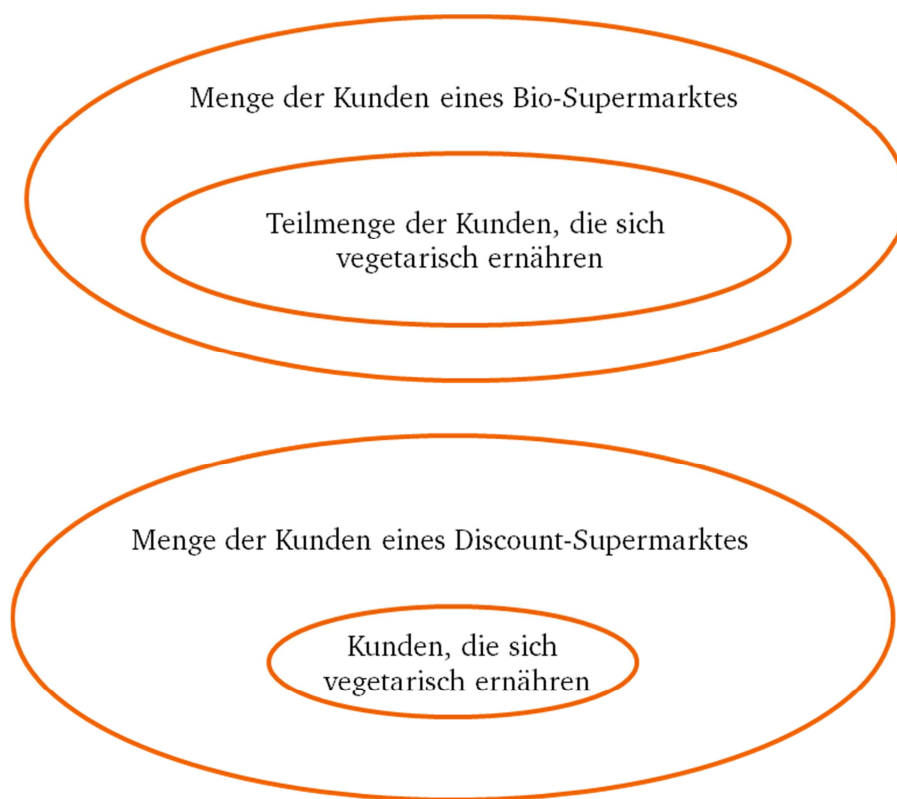 Menge der Kunden eines Bio-Supermarktes
Teilmenge der Kunden, die sich
vegetarisch ernähren
Menge der Kunden eines Discount-Supermarktes
Kunden, die sich
vegetarisch ernähren